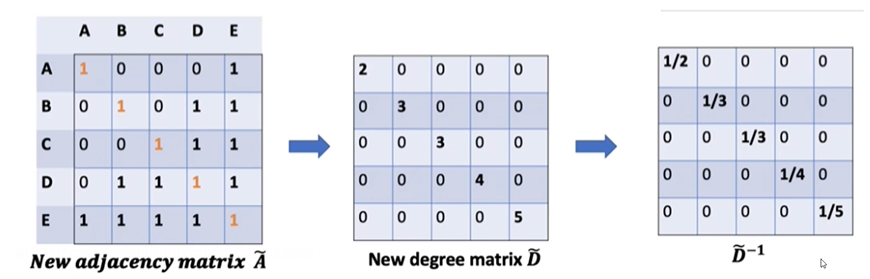 A B C D E
A 1 0 0 0 1
B 0 1 0 1 1
C 0 0 1 1 1
D 0 1 1 1 1
E 1 1 1 1 1
New adjacency matrix Ã
2 0 0 0 0
0 3 0 0 0
0 0 3 0 0
0 0 0 4 0
0 0 0 0 5
New degree matrix D̃
1/2 0 0 0 0
0 1/3 0 0 0
0 0 1/3 0 0
0 0 0 1/4 0
0 0 0 0 1/5
D̃⁻¹